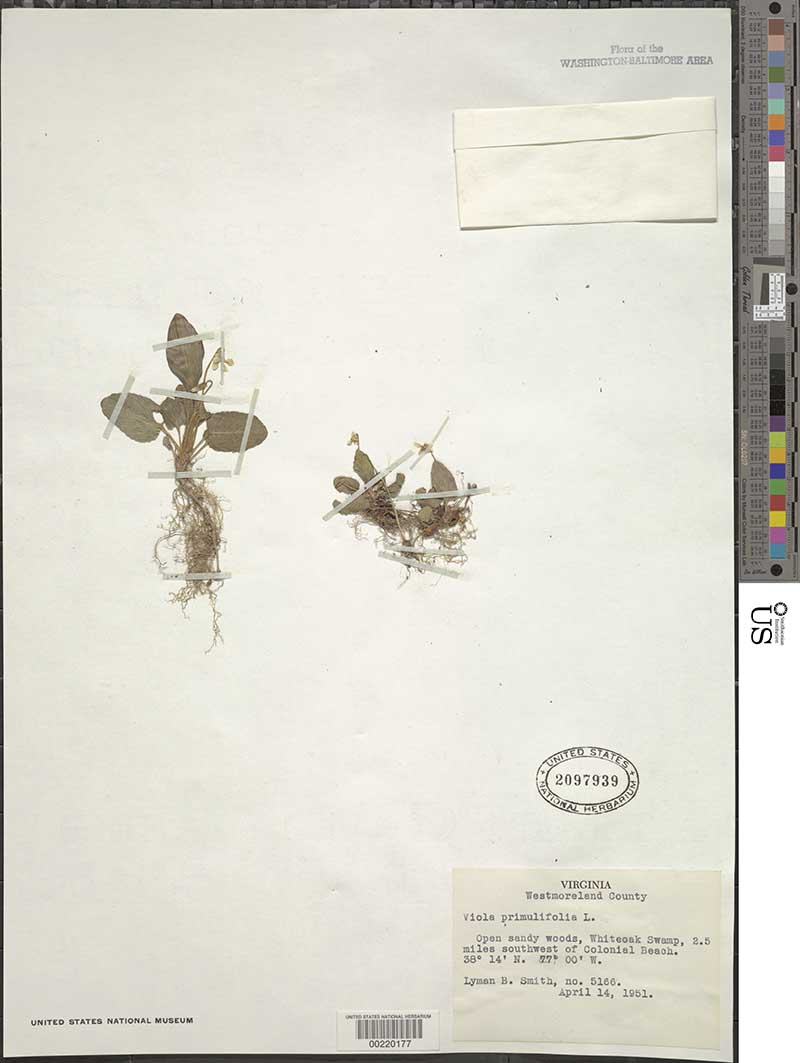 Flora of the
WASHINGTON-BALTIMORE AREA
Golden Thread
US
Smithsonian
Institution
UNITED STATES
2097939
NATIONAL HERBARIUM
VIRGINIA
Westmoreland County
Viola primulifolia L.
Open sandy woods, Whiteoak Swamp, 2.5
miles southwest of Colonial Beach.
38° 14' N. 77° 00' W.
Lyman B. Smith, no. 5166.
April 14, 1951.
UNITED STATES NATIONAL MUSEUM
UNITED STATES NATIONAL HERBARIUM
00220177